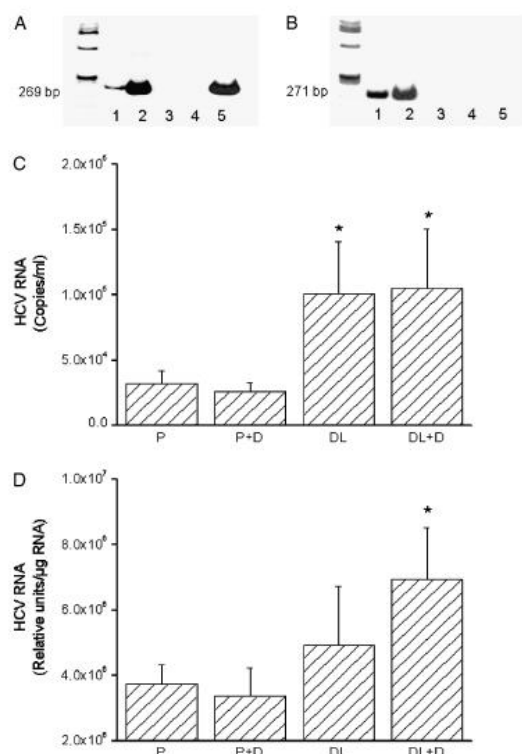 A
269 bp
1 2 3 4 5
B
271 bp
1 2 3 4 5
C
HCV RNA
(Copies/ml)
2.0x10⁵
1.5x10⁵
1.0x10⁵
5.0x10⁴
0.0
* *
P P+D DL DL+D
D
HCV RNA
(Relative units/µg RNA)
1.0x10⁷
8.0x10⁶
6.0x10⁶
4.0x10⁶
2.0x10⁶
*
P P+D DL DL+D